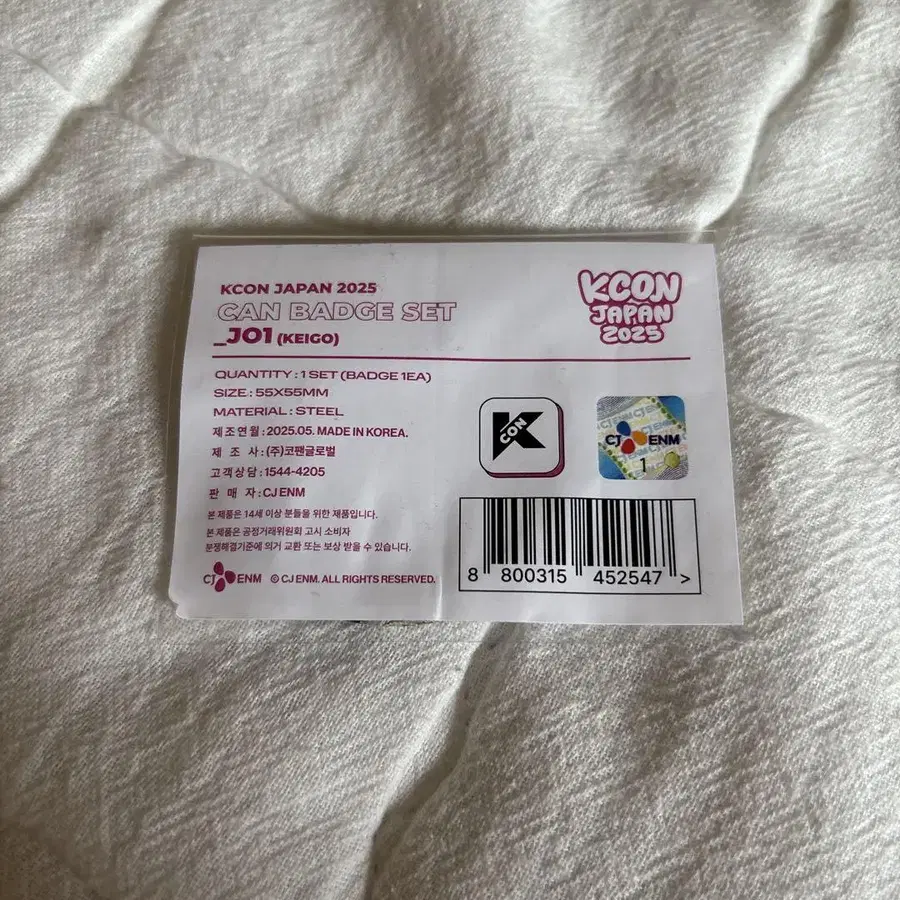 KCON JAPAN 2025
CAN BADGE SET
_JO1 (KEIGO)
KCON
JAPAN
2025
QUANTITY : 1 SET (BADGE 1EA)
SIZE : 55X55MM
MATERIAL : STEEL
제조연월 : 2025.05. MADE IN KOREA.
제 조 사 : (주)코팬글로벌
고객상담 : 1544-4205
판 매 자 : CJ ENM
본 제품은 14세 이상 분들을 위한 제품입니다.
본 제품은 공정거래위원회 고시 소비자
분쟁해결기준에 의거 교환 또는 보상 받을 수 있습니다.
CJ ENM © CJ ENM. ALL RIGHTS RESERVED.
KCON
CJ ENM
1
8 800315 452547 >